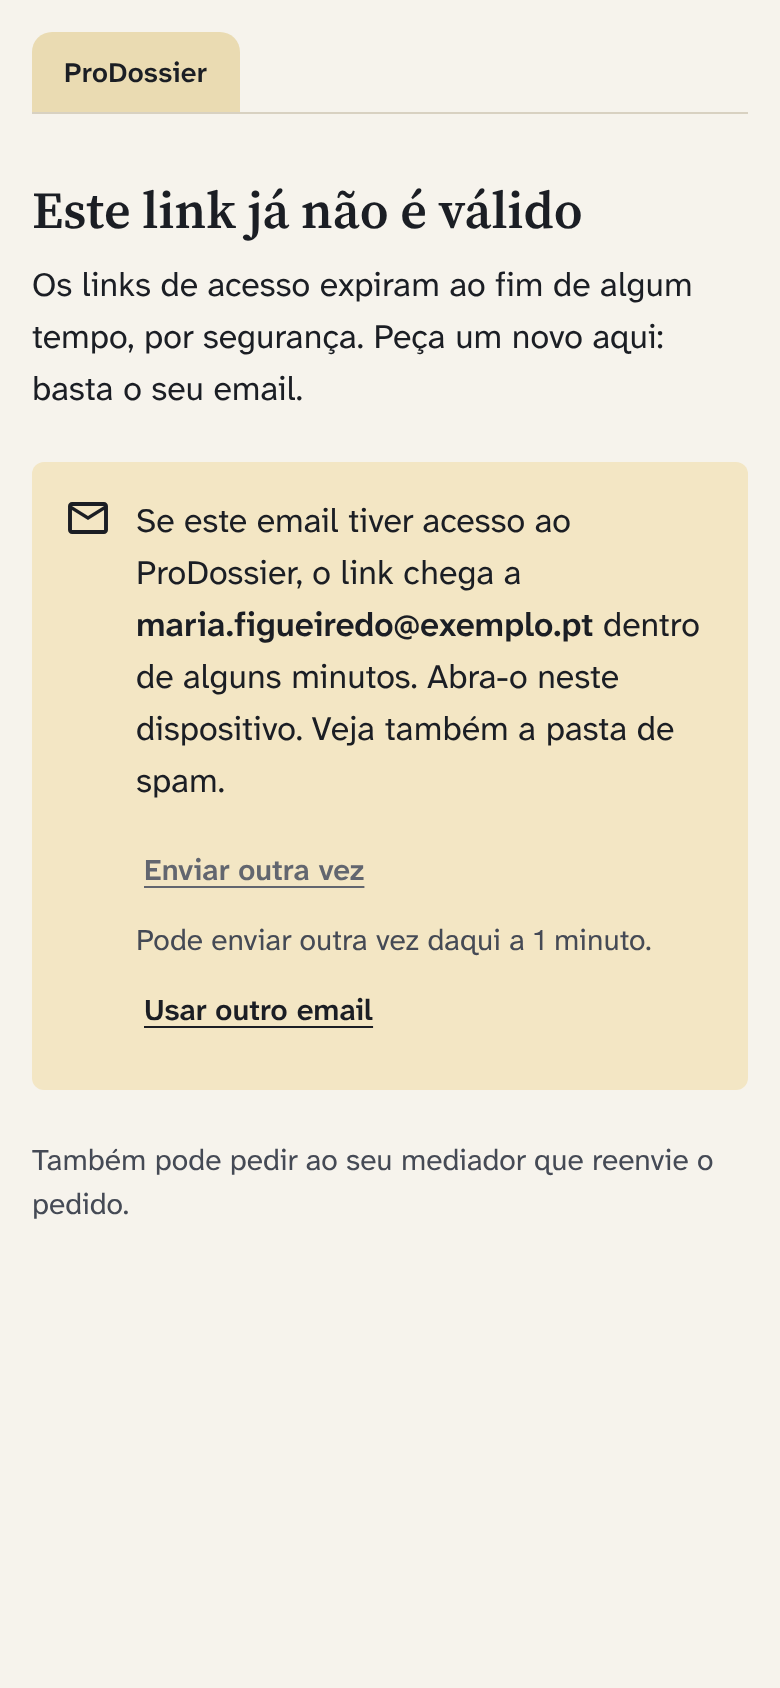 ProDossier
Este link já não é válido
Os links de acesso expiram ao fim de algum
tempo, por segurança. Peça um novo aqui:
basta o seu email.
Se este email tiver acesso ao
ProDossier, o link chega a
maria.figueiredo@exemplo.pt dentro
de alguns minutos. Abra-o neste
dispositivo. Veja também a pasta de
spam.
Enviar outra vez
Pode enviar outra vez daqui a 1 minuto.
Usar outro email
Também pode pedir ao seu mediador que reenvie o
pedido.